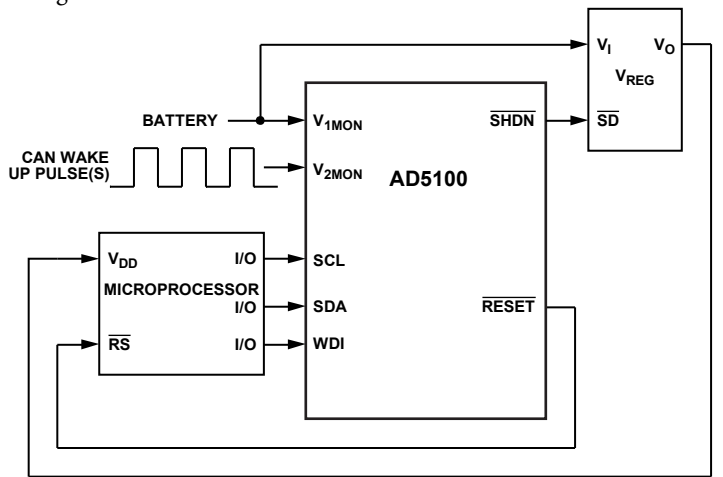 V1MON
V2MON
SCL
SDA
WDI
SHDN
RESET
AD5100
BATTERY
CAN WAKE
UP PULSE(S)
VDD
I/O
MICROPROCESSOR
I/O
RS
I/O
VI
VO
VREG
SD